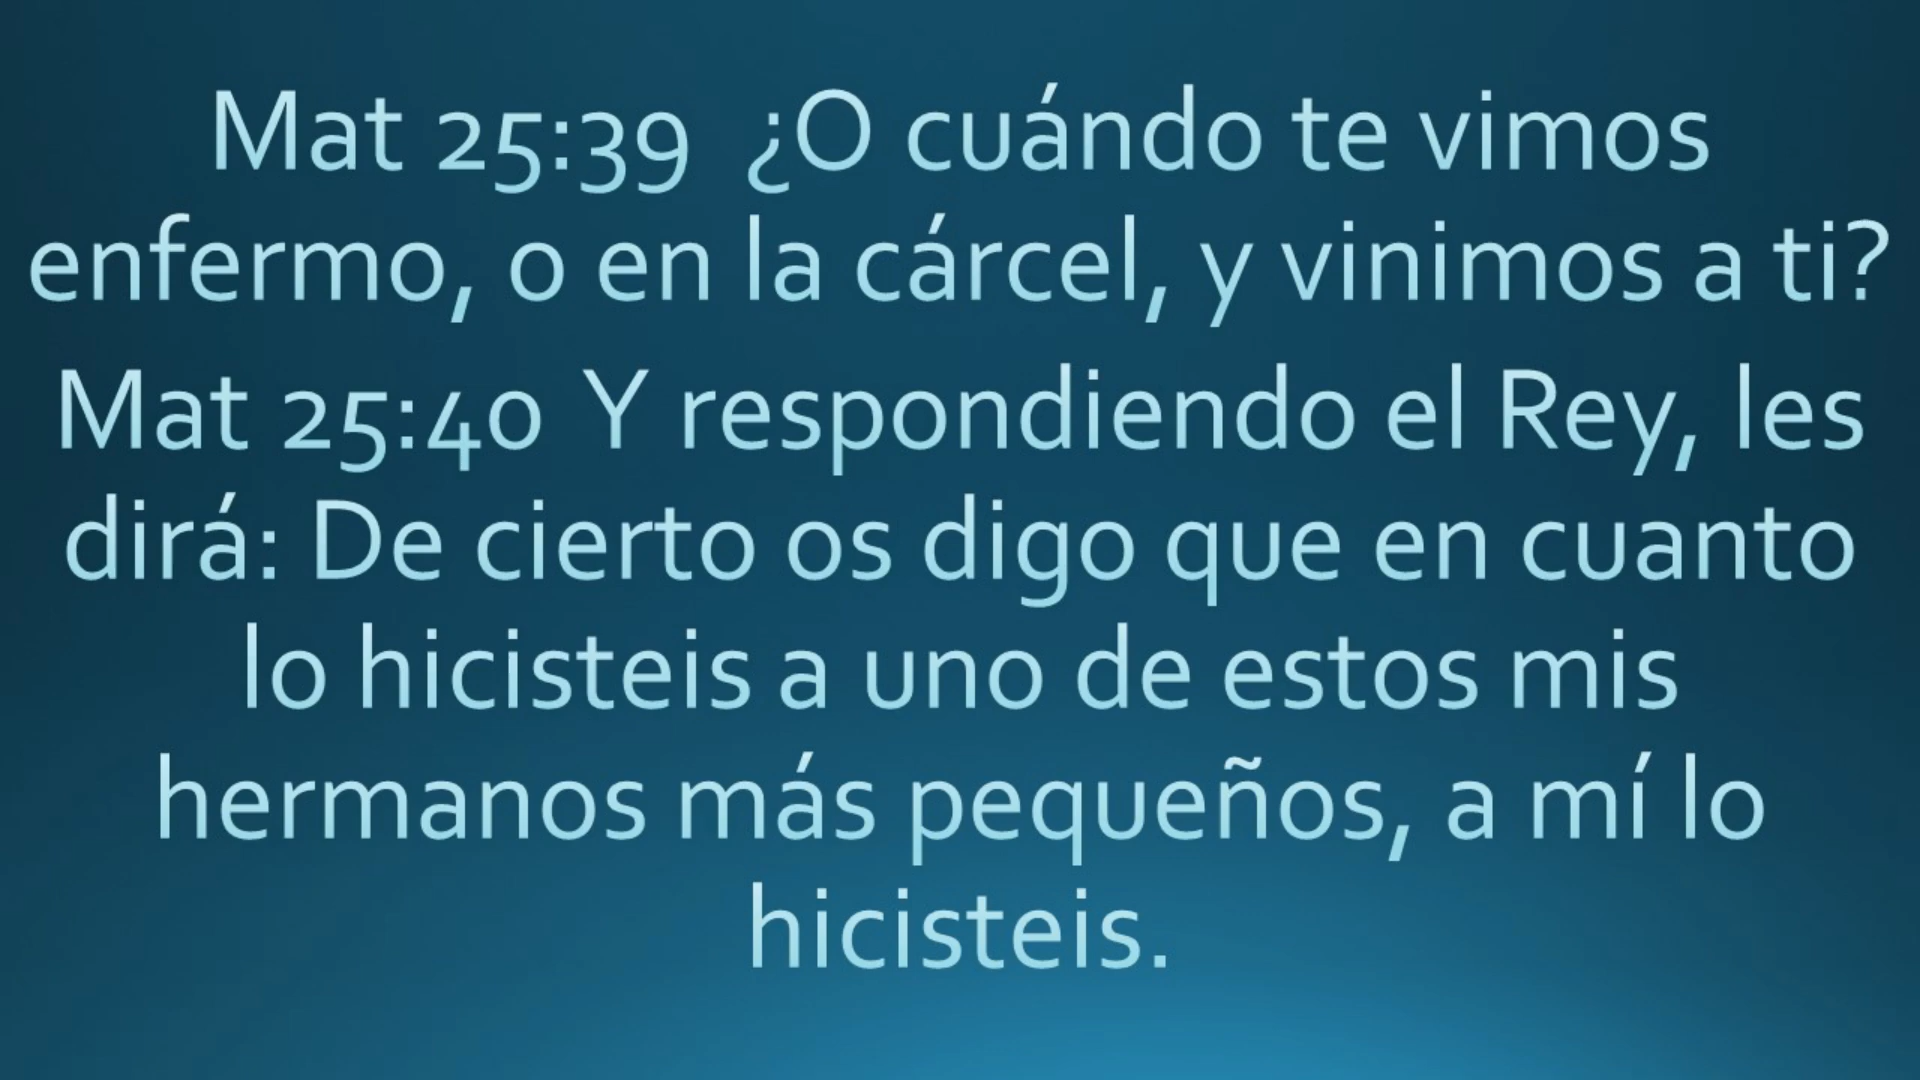 Mat 25:39  ¿O cuándo te vimos
enfermo, o en la cárcel, y vinimos a ti?
Mat 25:40  Y respondiendo el Rey, les
dirá: De cierto os digo que en cuanto
lo hicisteis a uno de estos mis
hermanos más pequeños, a mí lo
hicisteis.